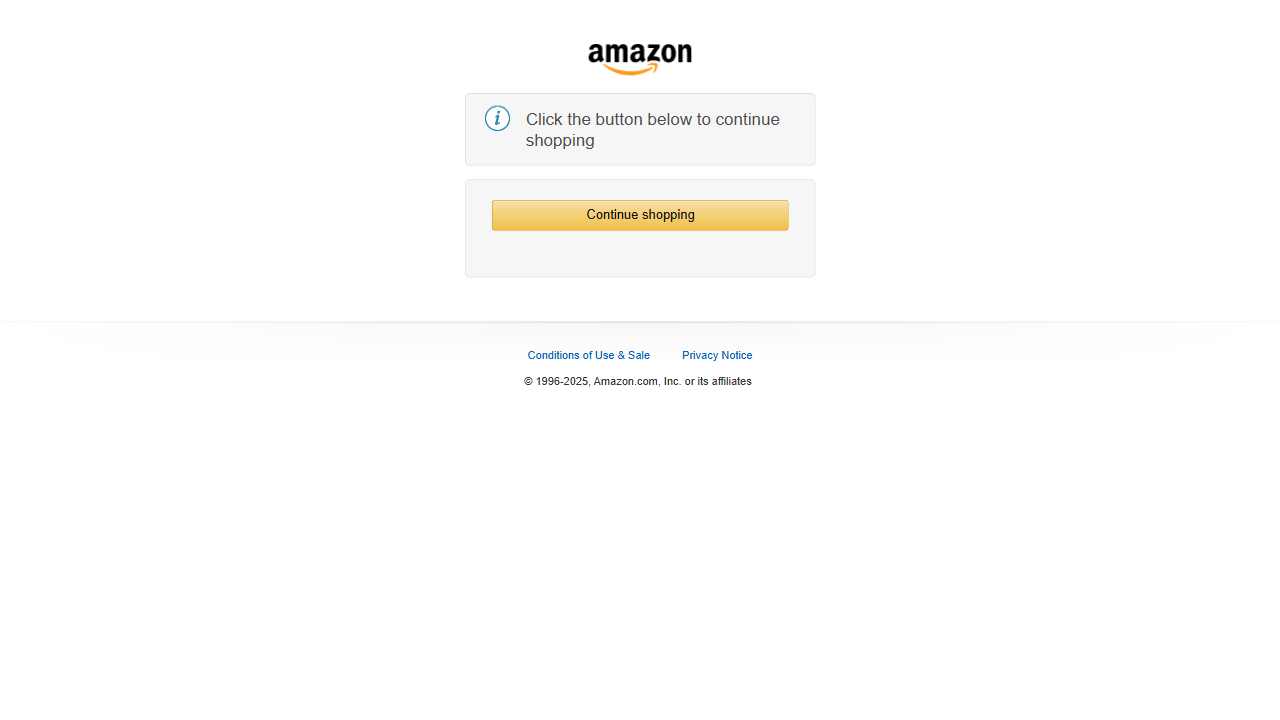 amazon
Click the button below to continue
shopping
Continue shopping
Conditions of Use & Sale Privacy Notice
© 1996-2025, Amazon.com, Inc. or its affiliates